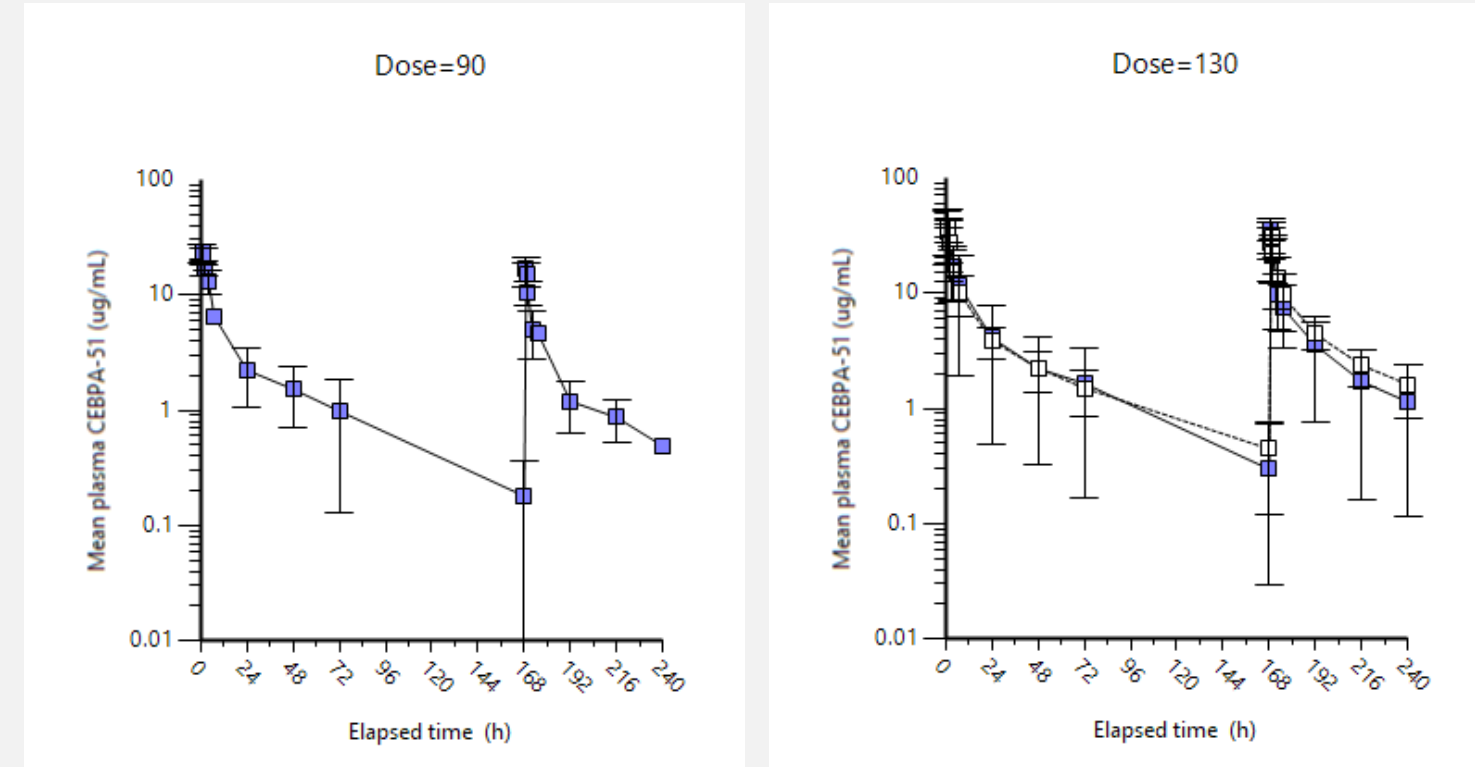 Dose=90
Mean plasma CEBPA-51 (ug/mL)
100
10
1
0.1
0.01
0 24 48 72 96 120 144 168 192 216 240
Elapsed time (h)
Dose=130
Mean plasma CEBPA-51 (ug/mL)
100
10
1
0.1
0.01
0 24 48 72 96 120 144 168 192 216 240
Elapsed time (h)